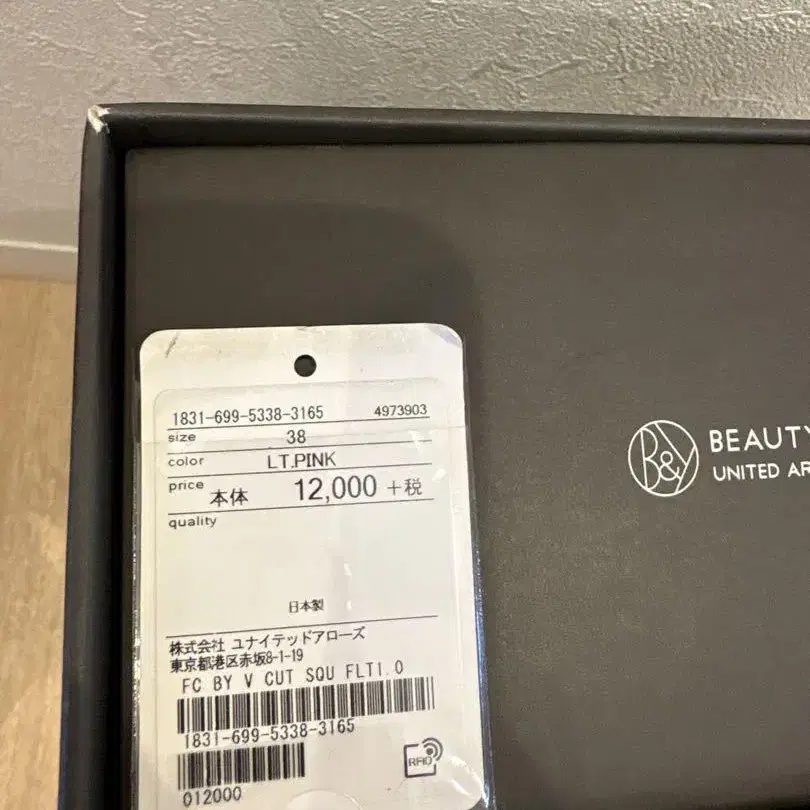 1831-699-5338-3165 4973903
size 38
color LT.PINK
price 本体 12,000 +税
quality
日本製
株式会社 ユナイテッドアローズ
東京都港区赤坂8-1-19
FC BY V CUT SQU FLT1.0
1831-699-5338-3165
RFID
012000
B&Y
BEAUTY
UNITED AR